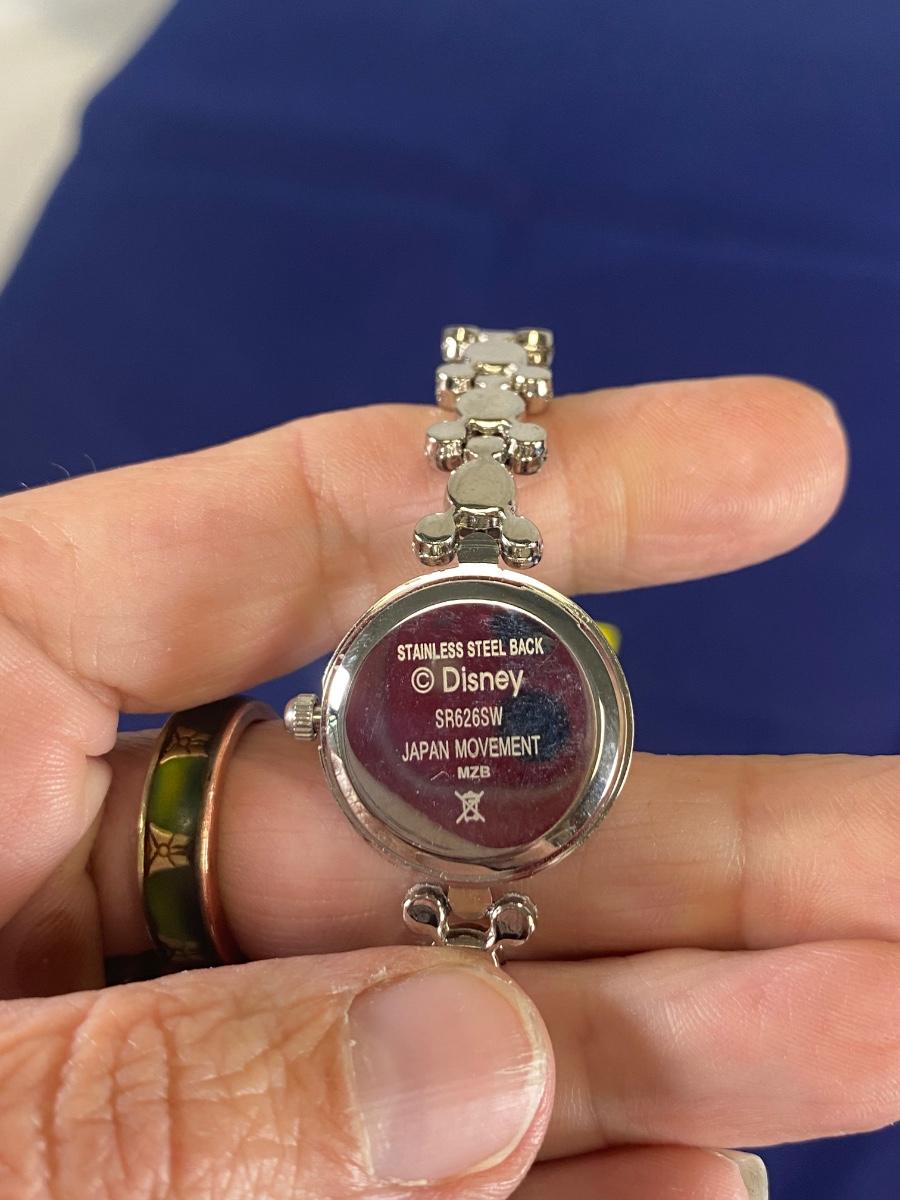 STAINLESS STEEL BACK
© Disney
SR626SW
JAPAN MOVEMENT
MZB